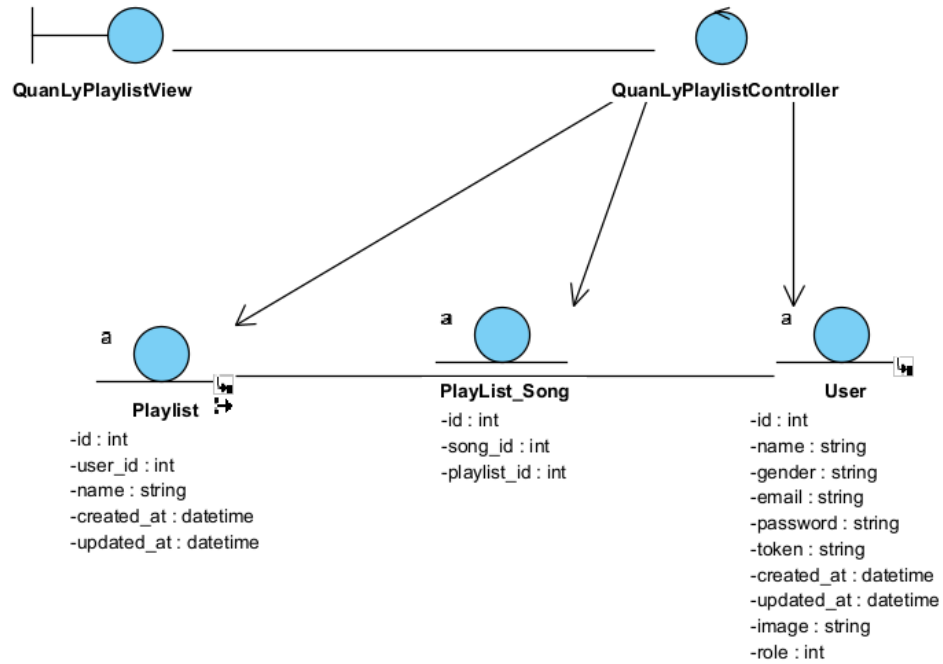 QuanLyPlaylistView
QuanLyPlaylistController
a
Playlist
-id : int
-user_id : int
-name : string
-created_at : datetime
-updated_at : datetime
a
PlayList_Song
-id : int
-song_id : int
-playlist_id : int
a
User
-id : int
-name : string
-gender : string
-email : string
-password : string
-token : string
-created_at : datetime
-updated_at : datetime
-image : string
-role : int